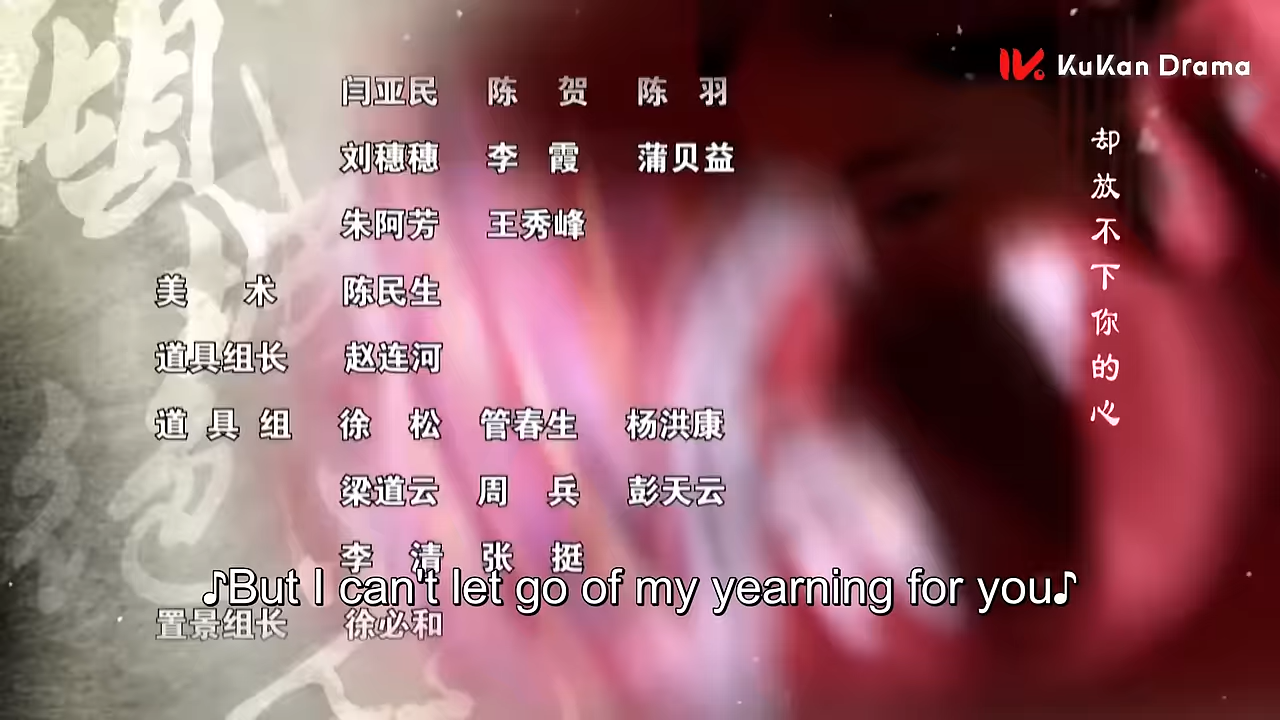 KuKan Drama
闫亚民 陈 贺 陈 羽
刘穗穗 李 霞 蒲贝益
朱阿芳 王秀峰
美 术 陈民生
道具组长 赵连河
道 具 组 徐 松 管春生 杨洪康
梁道云 周 兵 彭天云
李 清 张 挺
置景组长 徐必和
却放不下你的心
♪But I can't let go of my yearning for you♪